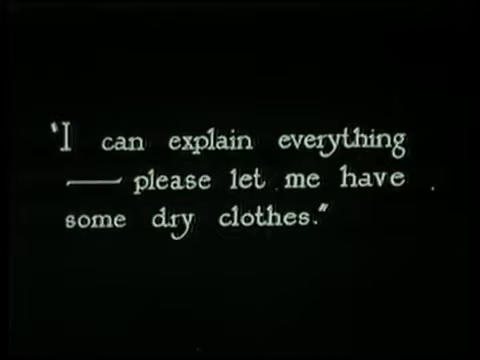 "I can explain everything
— please let me have
some dry clothes."